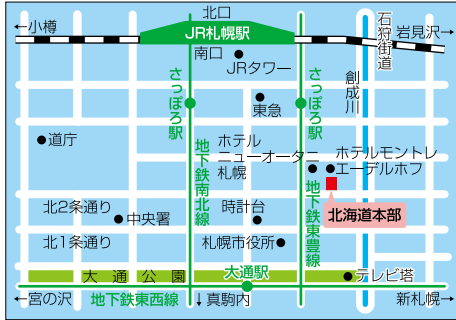 北口
←小樽
JR札幌駅
石狩街道
岩見沢→
南口
JRタワー
さっぽろ駅
さっぽろ駅
創成川
東急
道庁
地下鉄南北線
ホテル
ニューオータニ
札幌
ホテルモントレ
エーデルホフ
地下鉄東豊線
北海道本部
北2条通り
中央署
時計台
北1条通り
札幌市役所
大通公園
大通駅
テレビ塔
←宮の沢
地下鉄東西線
↓真駒内
新札幌→